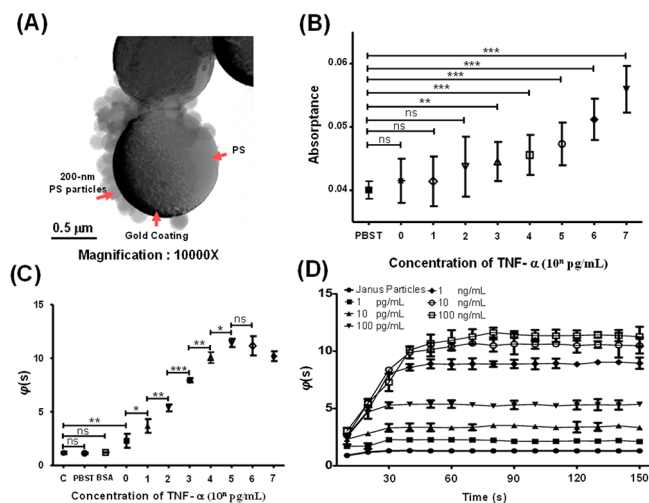 (A)
PS
200-nm
PS particles
0.5 μm
Gold Coating
Magnification : 10000X
(B)
***
***
***
***
**
ns
ns
ns
0.06
0.05
0.04
Absorptance
PBST 0 1 2 3 4 5 6 7
Concentration of TNF- α (10ⁿ pg/mL)
(C)
15
10
5
0
φ(s)
ns
ns
**
*
**
***
**
*
ns
C PBST BSA 0 1 2 3 4 5 6 7
Concentration of TNF-α (10ⁿ pg/mL)
(D)
Janus Particles
1 pg/mL
10 pg/mL
100 pg/mL
1 ng/mL
10 ng/mL
100 ng/mL
15
10
5
0
φ(s)
30 60 90 120 150
Time (s)